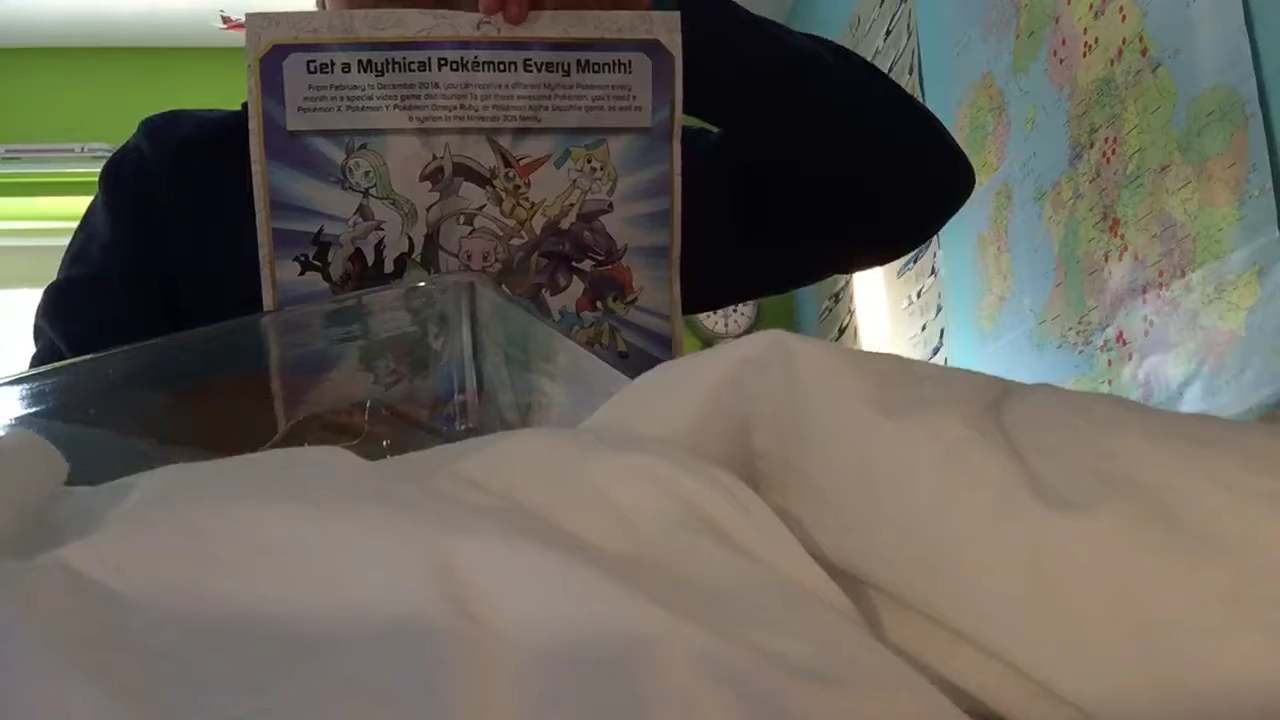 Get a Mythical Pokémon Every Month!
From February to December 2016, you can receive a different Mythical Pokémon every
month in a special video game distribution! To get these awesome Pokémon, you'll need a
Pokémon X, Pokémon Y, Pokémon Omega Ruby, or Pokémon Alpha Sapphire game, as well as
a system in the Nintendo 3DS family.